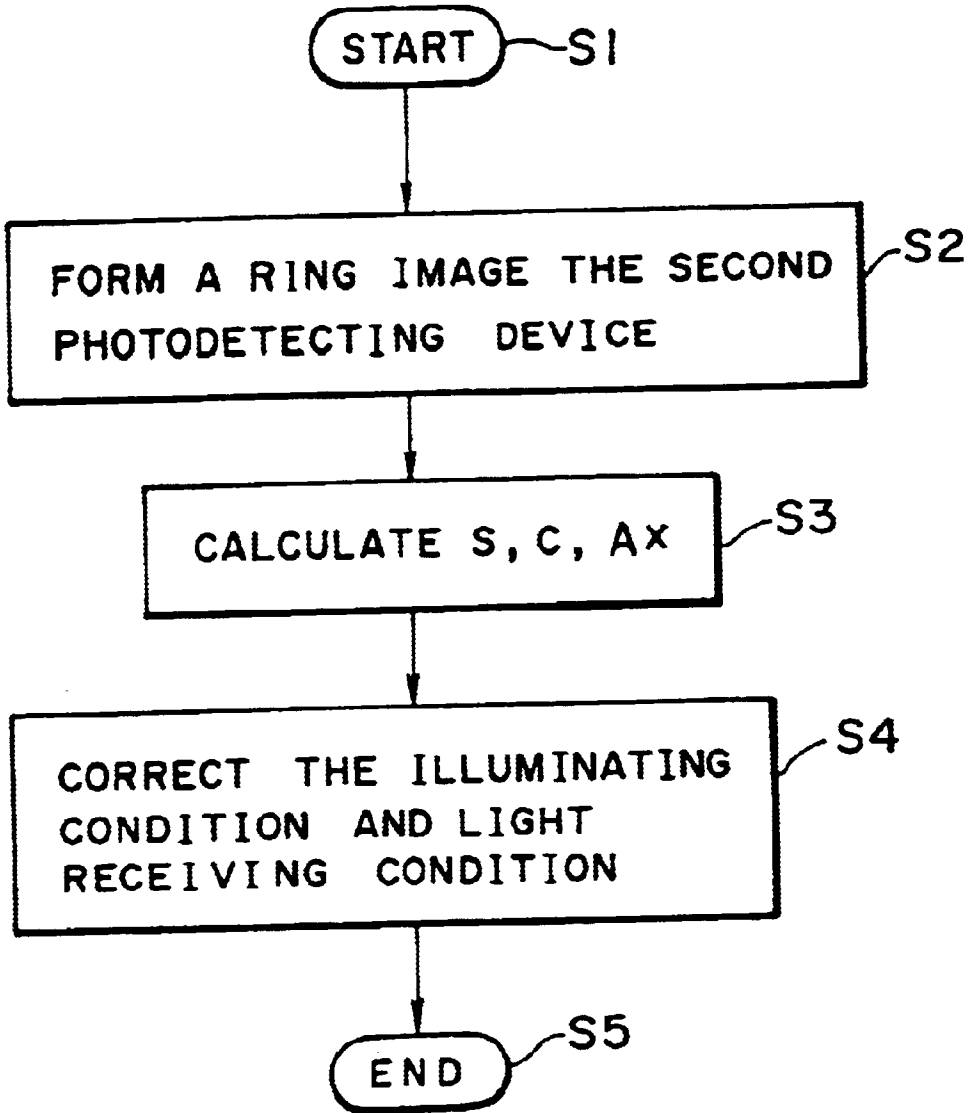 START
S1
FORM A RING IMAGE THE SECOND
PHOTODETECTING DEVICE
S2
CALCULATE S, C, Ax
S3
CORRECT THE ILLUMINATING
CONDITION AND LIGHT
RECEIVING CONDITION
S4
END
S5